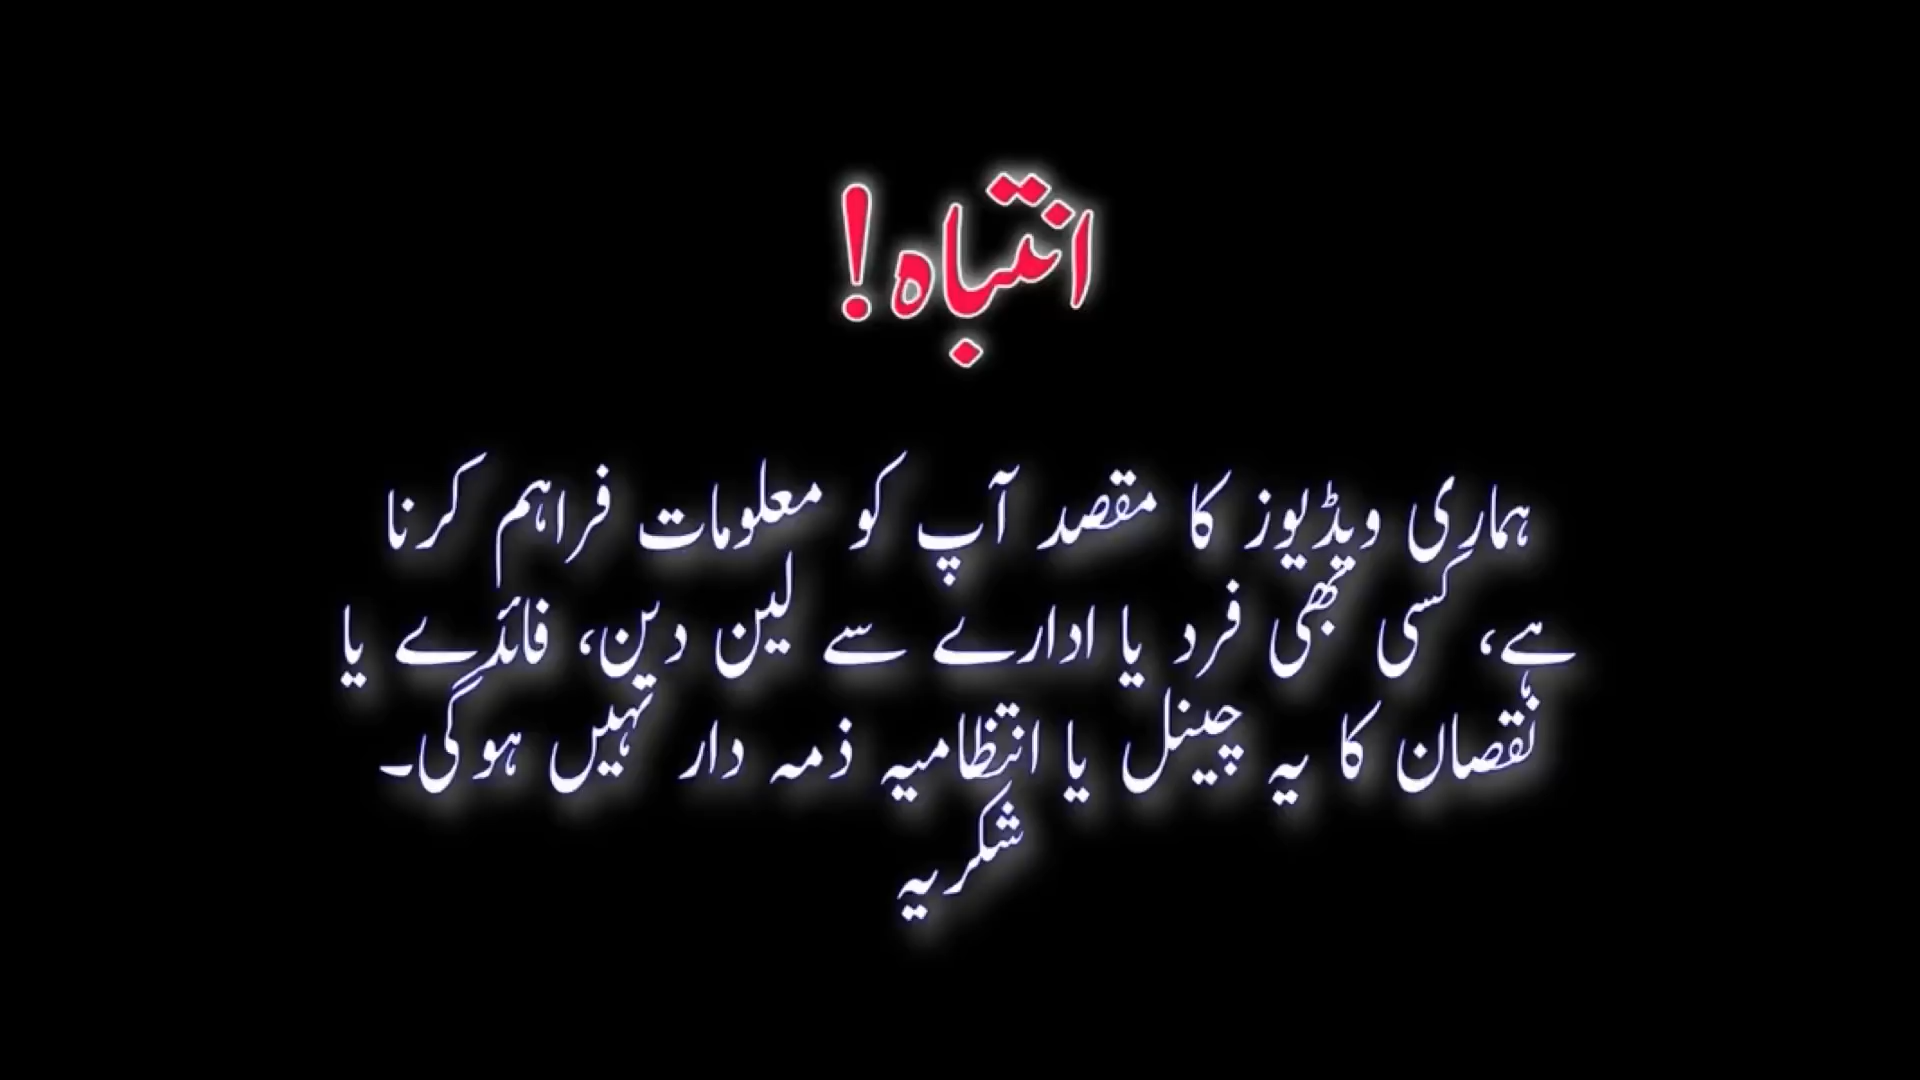 انتباہ!
ہماری ویڈیوز کا مقصد آپ کو معلومات فراہم کرنا
ہے، کسی بھی فرد یا ادارے سے لین دین، فائدے یا
نقصان کا یہ چینل یا انتظامیہ ذمہ دار نہیں ہوگی۔
شکریہ